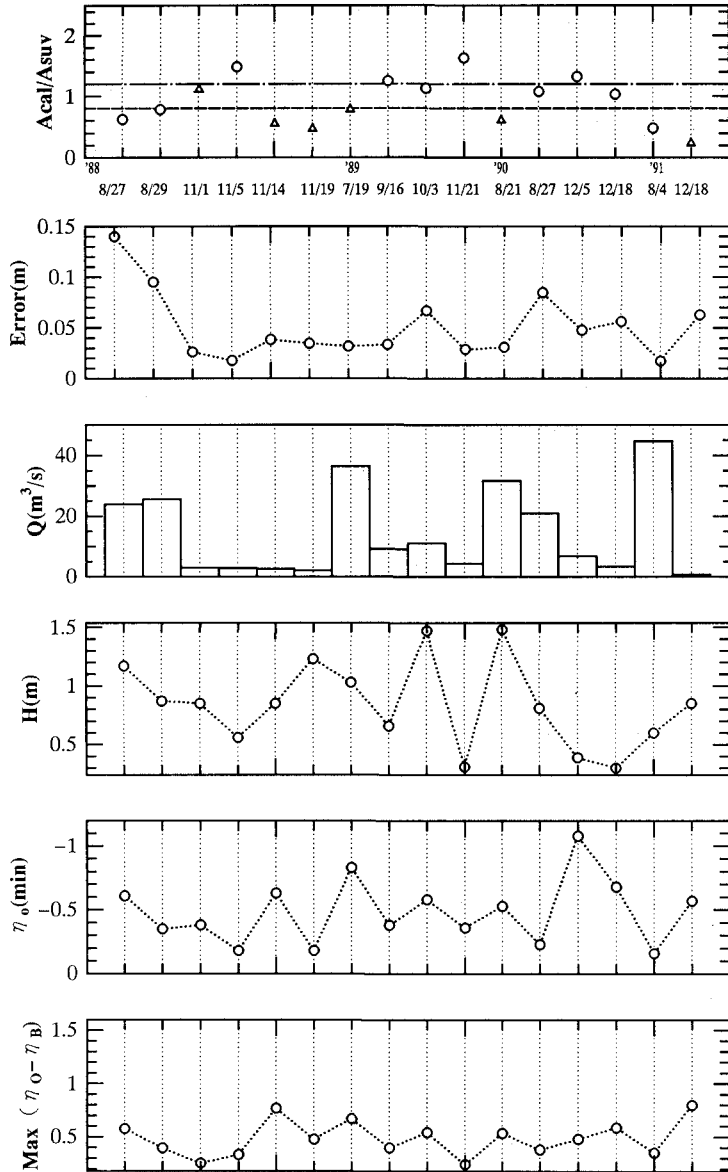 Acal/Asuv
2
1
0
'88 '89 '90 '91
8/27 8/29 11/1 11/5 11/14 11/19 7/19 9/16 10/3 11/21 8/21 8/27 12/5 12/18 8/4 12/18
Error(m)
0.15
0.1
0.05
0
Q(m³/s)
40
20
0
H(m)
1.5
1
0.5
η₀(min)
−1
−0.5
0
Max (η_O − η_B)
1.5
1
0.5